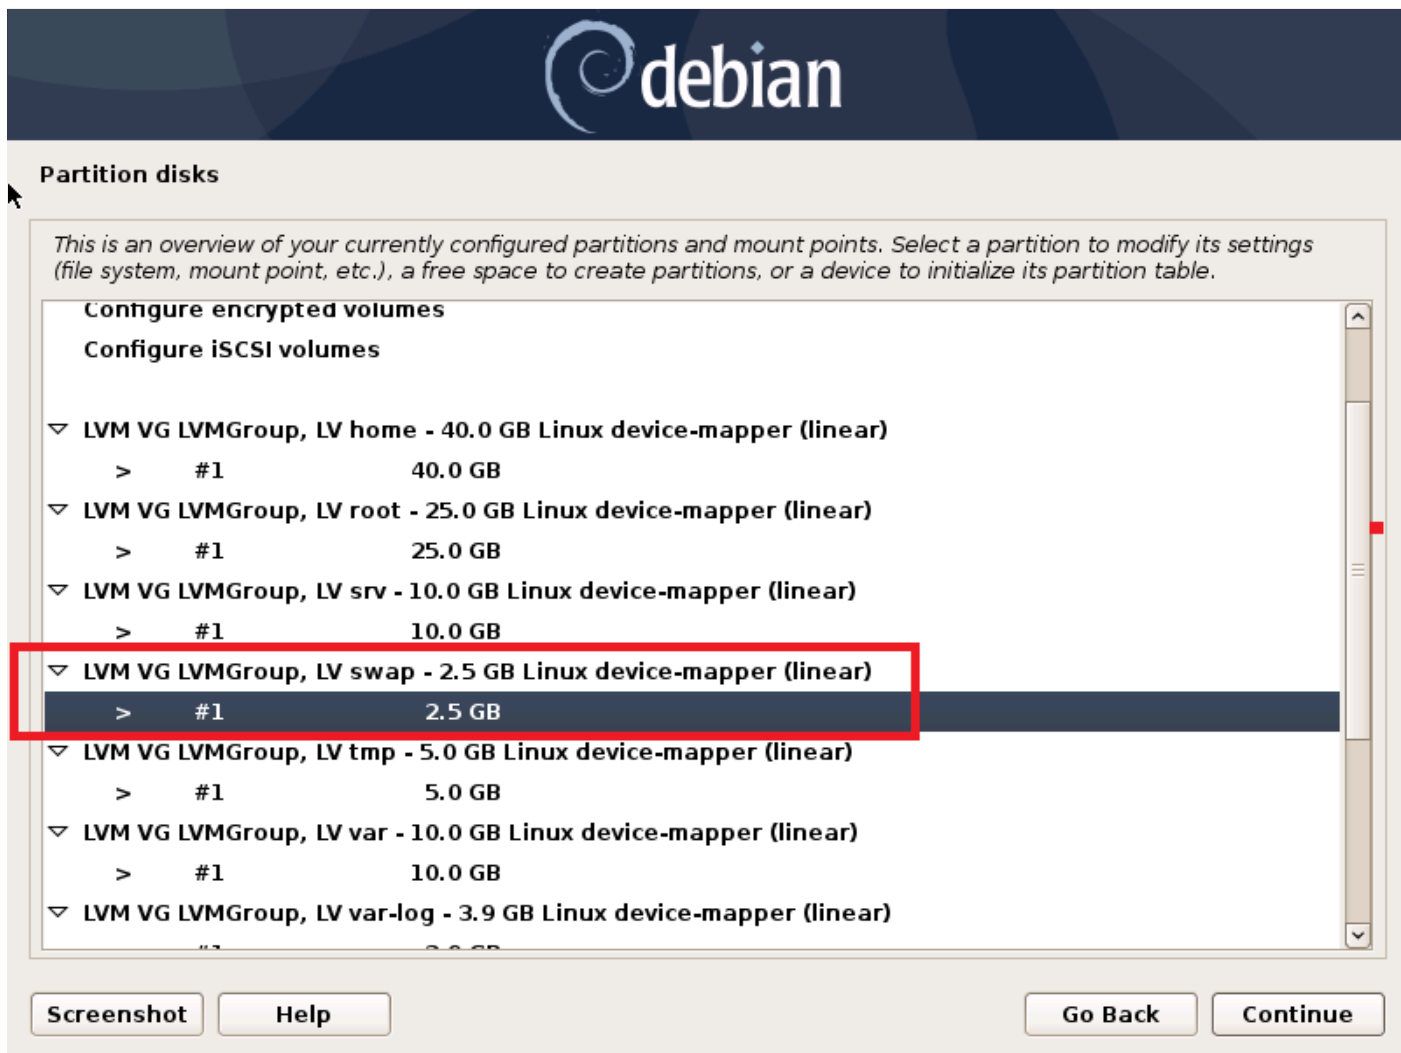 debian
Partition disks
This is an overview of your currently configured partitions and mount points. Select a partition to modify its settings
(file system, mount point, etc.), a free space to create partitions, or a device to initialize its partition table.
Configure encrypted volumes
Configure iSCSI volumes
LVM VG LVMGroup, LV home - 40.0 GB Linux device-mapper (linear)
> #1 40.0 GB
LVM VG LVMGroup, LV root - 25.0 GB Linux device-mapper (linear)
> #1 25.0 GB
LVM VG LVMGroup, LV srv - 10.0 GB Linux device-mapper (linear)
> #1 10.0 GB
LVM VG LVMGroup, LV swap - 2.5 GB Linux device-mapper (linear)
> #1 2.5 GB
LVM VG LVMGroup, LV tmp - 5.0 GB Linux device-mapper (linear)
> #1 5.0 GB
LVM VG LVMGroup, LV var - 10.0 GB Linux device-mapper (linear)
> #1 10.0 GB
LVM VG LVMGroup, LV var-log - 3.9 GB Linux device-mapper (linear)
Screenshot Help Go Back Continue